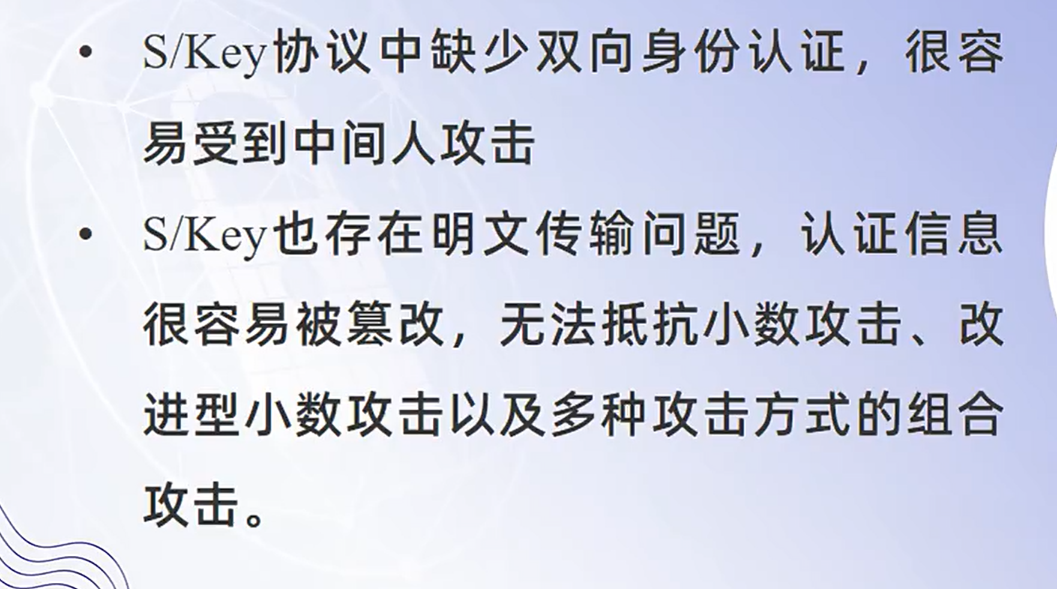 • S/Key协议中缺少双向身份认证，很容
易受到中间人攻击
• S/Key也存在明文传输问题，认证信息
很容易被篡改，无法抵抗小数攻击、改
进型小数攻击以及多种攻击方式的组合
攻击。